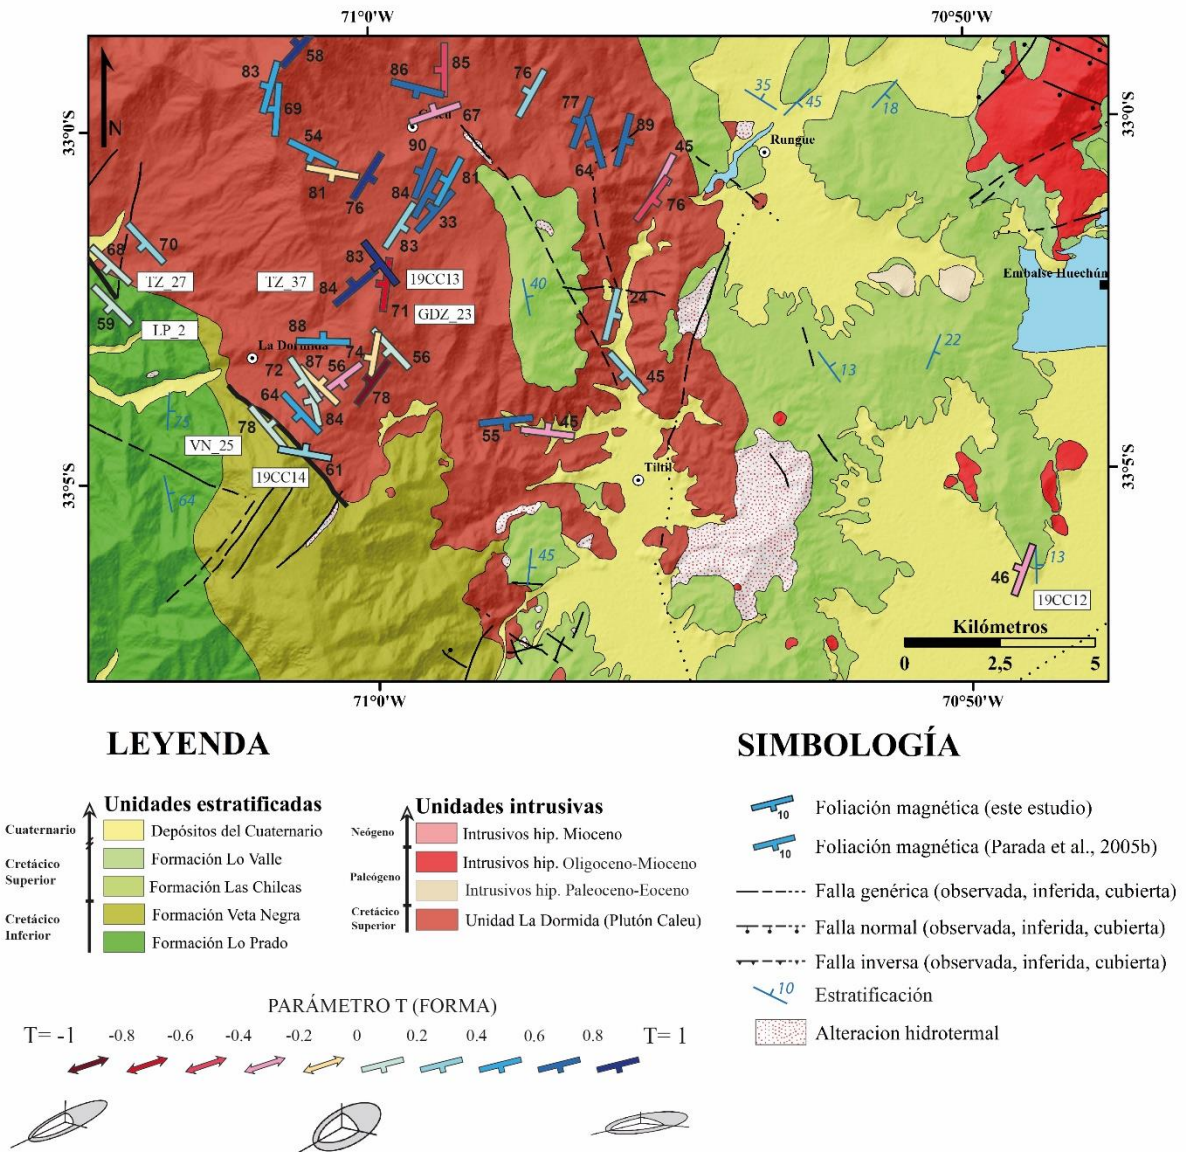 71°0'W
70°50'W
33°0'S
33°0'S
N
58
83
69
86
85
67
76
77
89
64
35
45
18
Rungue
54
81
76
90
84
81
33
83
45
76
68
70
TZ_27
TZ_37
83
84
19CC13
71
GDZ_23
40
24
Embalse Huechún
59
LP_2
88
La Dormida
87
74
56
56
72
64
84
78
45
13
22
25
78
VN_25
55
45
61
19CC14
Tiltil
33°5'S
33°5'S
64
45
46
13
19CC12
Kilómetros
0
2,5
5
71°0'W
70°50'W
LEYENDA
Unidades estratificadas
Cuaternario
Depósitos del Cuaternario
Cretácico
Superior
Formación Lo Valle
Formación Las Chilcas
Cretácico
Inferior
Formación Veta Negra
Formación Lo Prado
Unidades intrusivas
Neógeno
Intrusivos hip. Mioceno
Paleógeno
Intrusivos hip. Oligoceno-Mioceno
Intrusivos hip. Paleoceno-Eoceno
Cretácico
Superior
Unidad La Dormida (Plutón Caleu)
SIMBOLOGÍA
10
Foliación magnética (este estudio)
10
Foliación magnética (Parada et al., 2005b)
Falla genérica (observada, inferida, cubierta)
Falla normal (observada, inferida, cubierta)
Falla inversa (observada, inferida, cubierta)
10
Estratificación
Alteracion hidrotermal
PARÁMETRO T (FORMA)
T= -1
-0.8
-0.6
-0.4
-0.2
0
0.2
0.4
0.6
0.8
T= 1